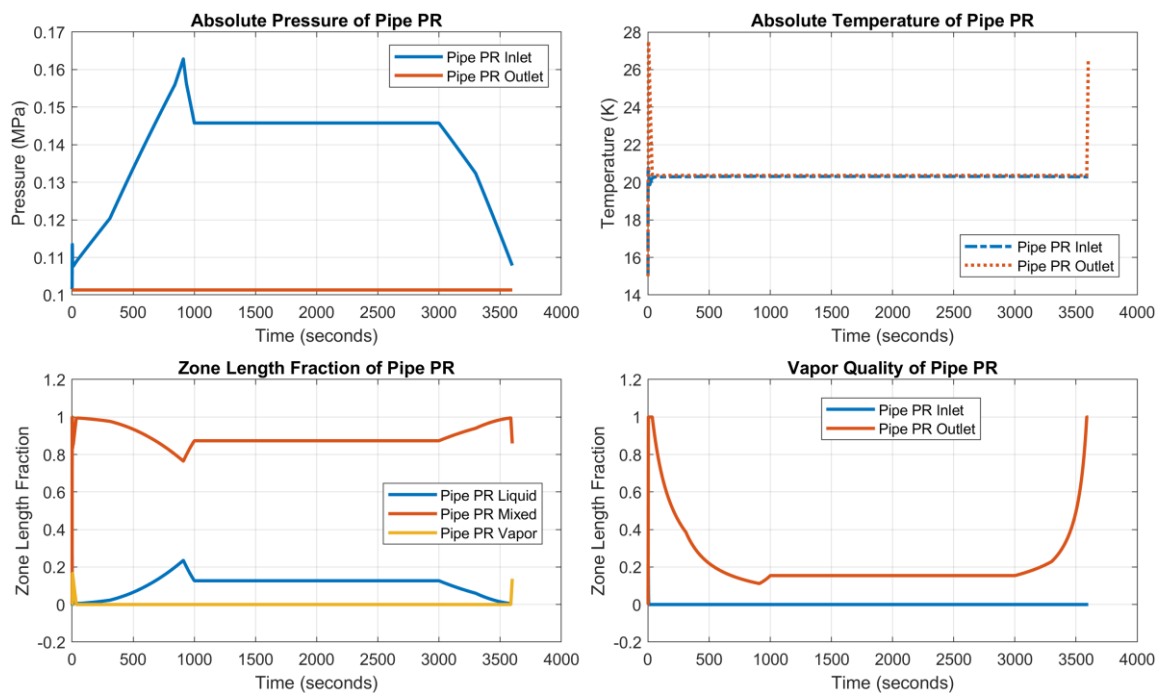 Absolute Pressure of Pipe PR
0.17
0.16
0.15
0.14
0.13
0.12
0.11
0.1
Pressure (MPa)
Pipe PR Inlet
Pipe PR Outlet
0 500 1000 1500 2000 2500 3000 3500 4000
Time (seconds)
Absolute Temperature of Pipe PR
28
26
24
22
20
18
16
14
Temperature (K)
Pipe PR Inlet
Pipe PR Outlet
0 500 1000 1500 2000 2500 3000 3500 4000
Time (seconds)
Zone Length Fraction of Pipe PR
1.2
1
0.8
0.6
0.4
0.2
0
-0.2
Zone Length Fraction
Pipe PR Liquid
Pipe PR Mixed
Pipe PR Vapor
0 500 1000 1500 2000 2500 3000 3500 4000
Time (seconds)
Vapor Quality of Pipe PR
1.2
1
0.8
0.6
0.4
0.2
0
-0.2
Zone Length Fraction
Pipe PR Inlet
Pipe PR Outlet
0 500 1000 1500 2000 2500 3000 3500 4000
Time (seconds)